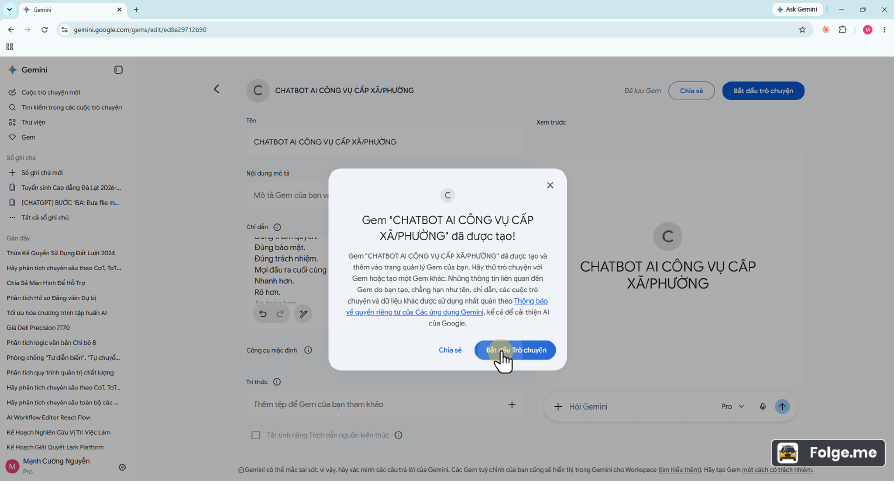 Gemini
Ask Gemini
gemini.google.com/gems/edit/ed8e29712b90
M
Gemini
Cuộc trò chuyện mới
Tìm kiếm trong các cuộc trò chuyện
Thư viện
Gem
Sổ ghi chú
Sổ ghi chú mới
Tuyển sinh Cao đẳng Đà Lạt 2026-...
[CHATGPT] BƯỚC 15A: Đưa file m...
Tất cả sổ ghi chú
Gần đây
Thừa Kế Quyền Sử Dụng Đất Luật 2024
Hãy phân tích chuyên sâu theo CoT, ToT...
Chia Sẻ Màn Hình Để Hỗ Trợ
Phân tích Hồ sơ Đảng viên Dự bị
Tối ưu hóa chương trình tập huấn AI
Giá Dell Precision 7770
Phân tích logic văn bản Chi bộ 8
Phòng chống "Tự diễn biến", "Tự chuyể...
Phân tích quy trình quản trị chất lượng
Hãy phân tích chuyên sâu theo CoT, ToT...
Hãy phân tích chuyên sâu toàn bộ các ...
AI Workflow Editor React Flow
Kế Hoạch Nghiên Cứu Vị Trí Việc Làm
Kế Hoạch Giải Quyết Lark Platform
M
Mạnh Cường Nguyễn
Pro
C
CHATBOT AI CÔNG VỤ CẤP XÃ/PHƯỜNG
Đã lưu Gem
Chia sẻ
Bắt đầu trò chuyện
Tên
CHATBOT AI CÔNG VỤ CẤP XÃ/PHƯỜNG
Nội dung mô tả
Mô tả Gem của bạn và
Chỉ dẫn
Đúng thẩm quyền.
Đúng bảo mật.
Đúng trách nhiệm.
Mọi đầu ra cuối cùng
Nhanh hơn.
Rõ hơn.
An toàn hơn
Công cụ mặc định
Tri thức
Thêm tệp để Gem của bạn tham khảo
Tắt tính năng Trích dẫn nguồn kiến thức
Xem trước
C
CHATBOT AI CÔNG VỤ CẤP
XÃ/PHƯỜNG
Hỏi Gemini
Pro
C
Gem "CHATBOT AI CÔNG VỤ CẤP
XÃ/PHƯỜNG" đã được tạo!
Gem "CHATBOT AI CÔNG VỤ CẤP XÃ/PHƯỜNG" đã được tạo và
thêm vào trang quản lý Gem của bạn. Hãy thử trò chuyện với
Gem hoặc tạo một Gem khác. Những thông tin liên quan đến
Gem do bạn tạo, chẳng hạn như tên, chỉ dẫn, các cuộc trò
chuyện và dữ liệu khác được sử dụng nhất quán theo Thông báo
về quyền riêng tư của Các ứng dụng Gemini, kể cả để cải thiện AI
của Google.
Chia sẻ
Bắt đầu trò chuyện
Gemini có thể mắc sai sót, vì vậy, hãy xác minh các câu trả lời của Gemini. Các Gem tuỳ chỉnh của bạn cũng sẽ hiển thị trong Gemini cho Workspace (tìm hiểu thêm). Hãy tạo Gem một cách có trách nhiệm.
Folge.me